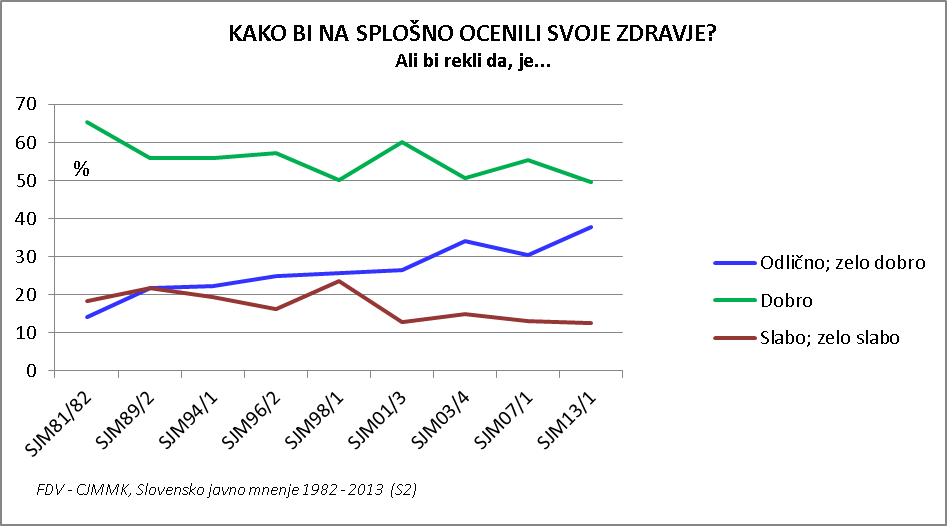 KAKO BI NA SPLOŠNO OCENILI SVOJE ZDRAVJE?
Ali bi rekli da, je...
70
60
%
50
40
30
20
10
0
SJM81/82
SJM89/2
SJM94/1
SJM96/2
SJM98/1
SJM01/3
SJM03/4
SJM07/1
SJM13/1
Odlično; zelo dobro
Dobro
Slabo; zelo slabo
FDV - CJMMK, Slovensko javno mnenje 1982 - 2013 (S2)